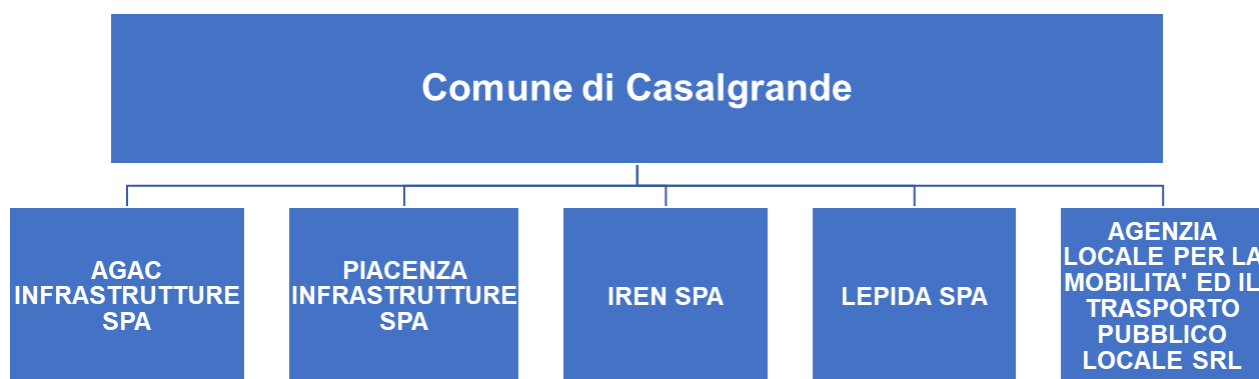 Comune di Casalgrande
AGAC
INFRASTRUTTURE
SPA
PIACENZA
INFRASTRUTTURE
SPA
IREN SPA
LEPIDA SPA
AGENZIA
LOCALE PER LA
MOBILITA' ED IL
TRASPORTO
PUBBLICO
LOCALE SRL